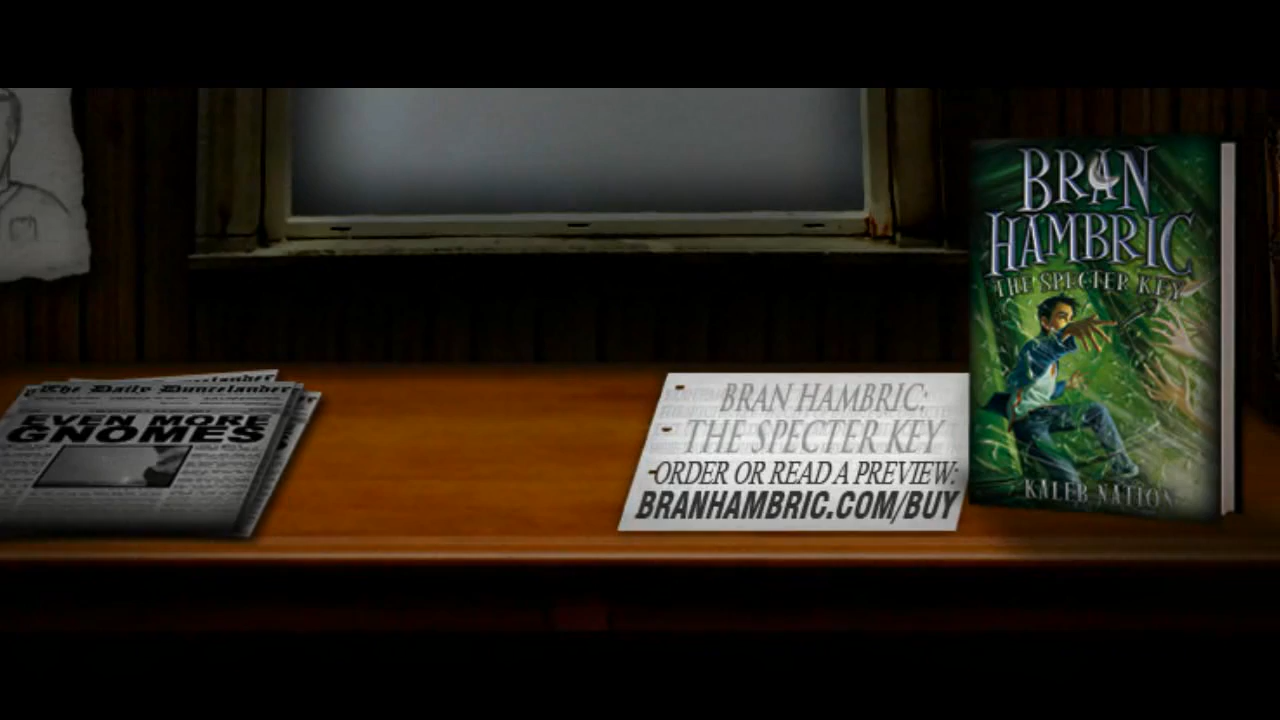 The Daily Duncelander
EVEN MORE
GNOMES
BRAN HAMBRIC:
THE SPECTER KEY
ORDER OR READ A PREVIEW:
BRANHAMBRIC.COM/BUY
BRAN
HAMBRIC
THE SPECTER KEY
KALEB NATION